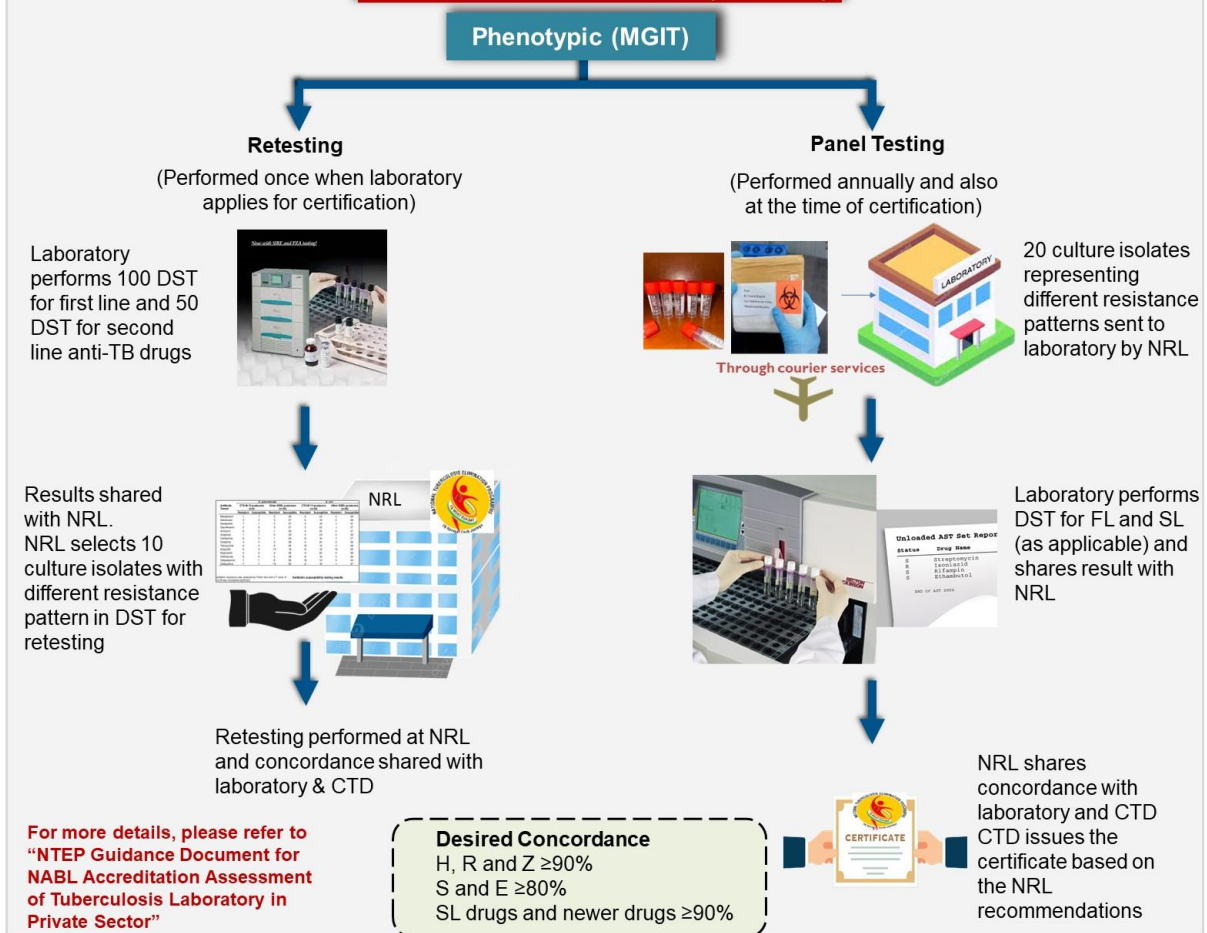 Phenotypic (MGIT)
Retesting
(Performed once when laboratory
applies for certification)
Laboratory
performs 100 DST
for first line and 50
DST for second
line anti-TB drugs
Results shared
with NRL.
NRL selects 10
culture isolates with
different resistance
pattern in DST for
retesting
NRL
Retesting performed at NRL
and concordance shared with
laboratory & CTD
Panel Testing
(Performed annually and also
at the time of certification)
LABORATORY
Through courier services
20 culture isolates
representing
different resistance
patterns sent to
laboratory by NRL
Unloaded AST Set Repor
Status Drug Name
S Streptomycin
R Isoniazid
S Rifampin
S Ethambutol
Laboratory performs
DST for FL and SL
(as applicable) and
shares result with
NRL
CERTIFICATE
NRL shares
concordance with
laboratory and CTD
CTD issues the
certificate based on
the NRL
recommendations
For more details, please refer to
“NTEP Guidance Document for
NABL Accreditation Assessment
of Tuberculosis Laboratory in
Private Sector”
Desired Concordance
H, R and Z ≥90%
S and E ≥80%
SL drugs and newer drugs ≥90%